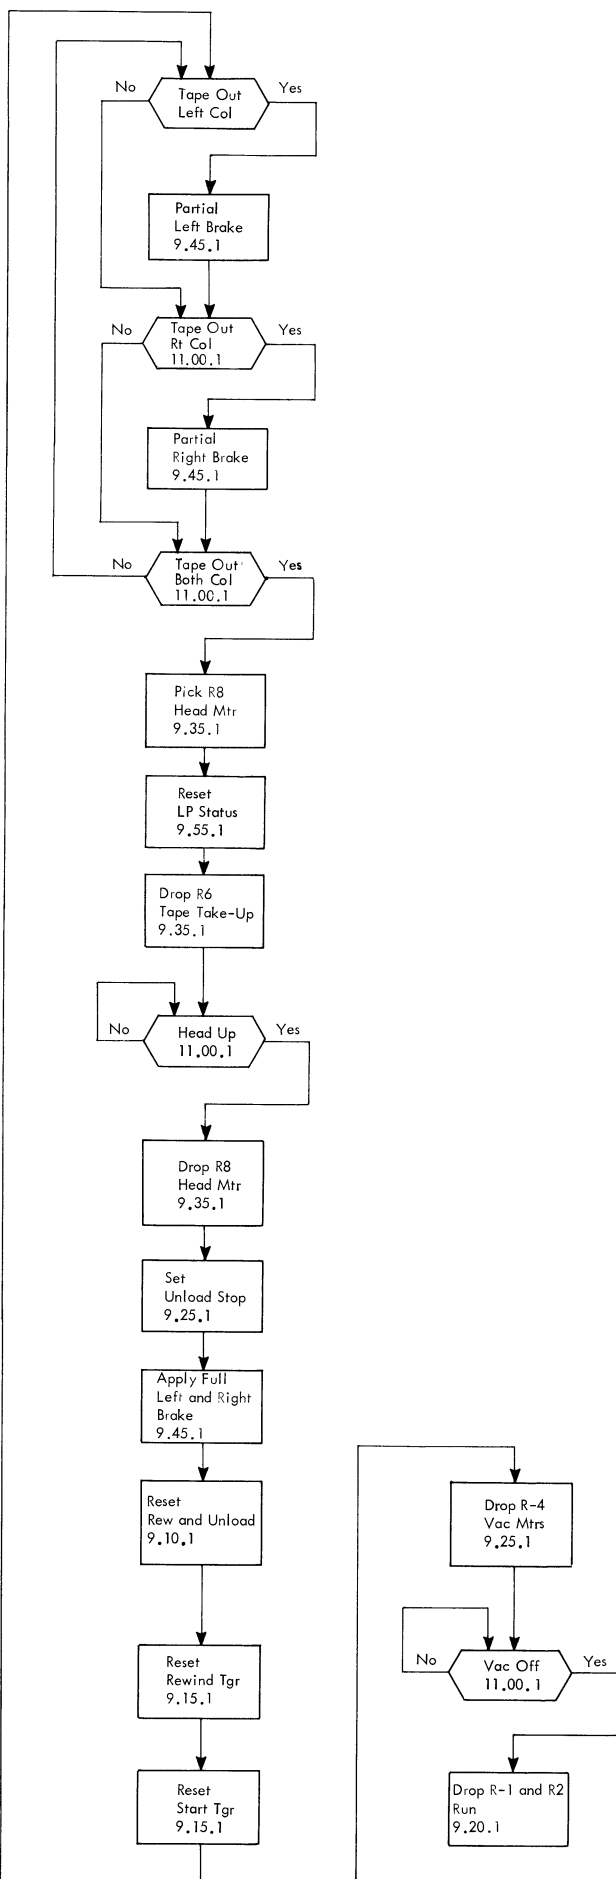 Tape Out
Left Col
No
Yes
Partial
Left Brake
9.45.1
No
Tape Out
Rt Col
11.00.1
Yes
Partial
Right Brake
9.45.1
No
Tape Out
Both Col
11.00.1
Yes
Pick R8
Head Mtr
9.35.1
Reset
LP Status
9.55.1
Drop R6
Tape Take-Up
9.35.1
No
Head Up
11.00.1
Yes
Drop R8
Head Mtr
9.35.1
Set
Unload Stop
9.25.1
Apply Full
Left and Right
Brake
9.45.1
Reset
Rew and Unload
9.10.1
Reset
Rewind Tgr
9.15.1
Reset
Start Tgr
9.15.1
Drop R-4
Vac Mtrs
9.25.1
No
Vac Off
11.00.1
Yes
Drop R-1 and R2
Run
9.20.1